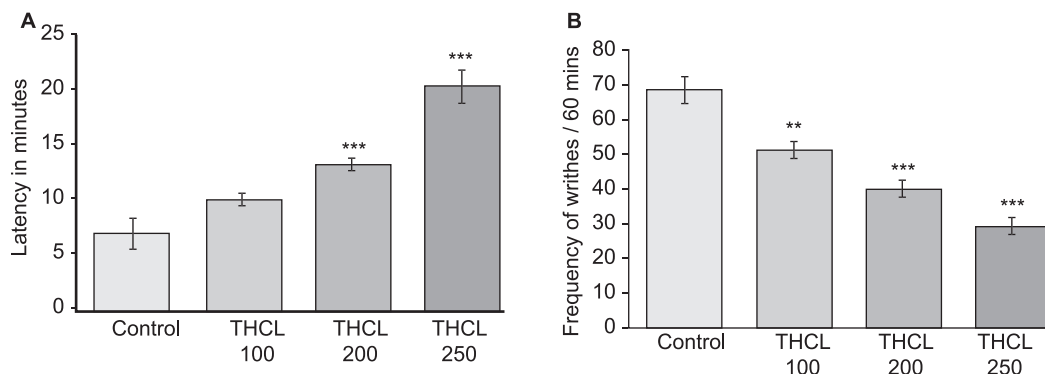 A
Latency in minutes
25
20
15
10
5
0
***
***
Control
THCL
100
THCL
200
THCL
250
B
Frequency of writhes / 60 mins
80
70
60
50
40
30
20
10
0
**
***
***
Control
THCL
100
THCL
200
THCL
250